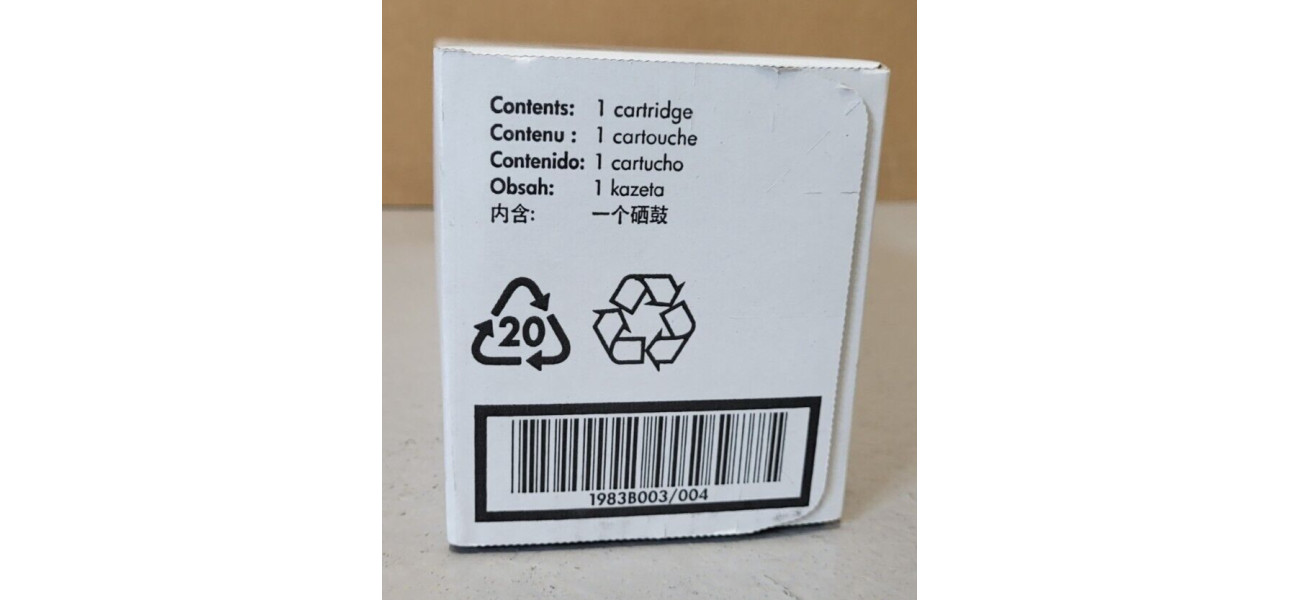 Contents: 1 cartridge
Contenu : 1 cartouche
Contenido: 1 cartucho
Obsah: 1 kazeta
内含: 一个硒鼓
20
1983B003/004